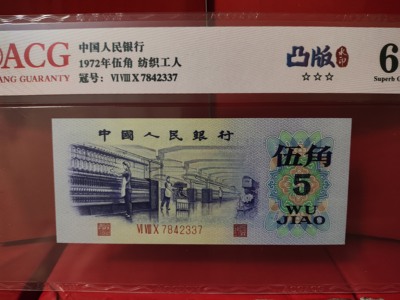 ACG
ANG GUARANTY
中国人民银行
1972年伍角 纺织工人
冠号: VI VIII X 7842337
凸版
☆☆☆
6
Superb G
中国人民银行
伍角
5
WU
JIAO
VI VIII X 7842337